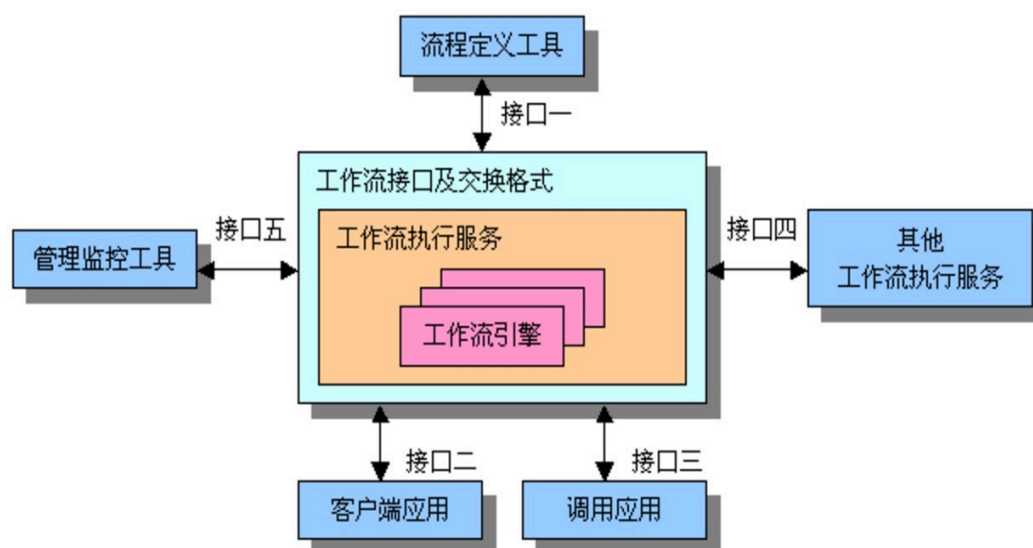 流程定义工具
接口一
工作流接口及交换格式
工作流执行服务
工作流引擎
接口五
管理监控工具
接口四
其他
工作流执行服务
接口二
客户端应用
接口三
调用应用